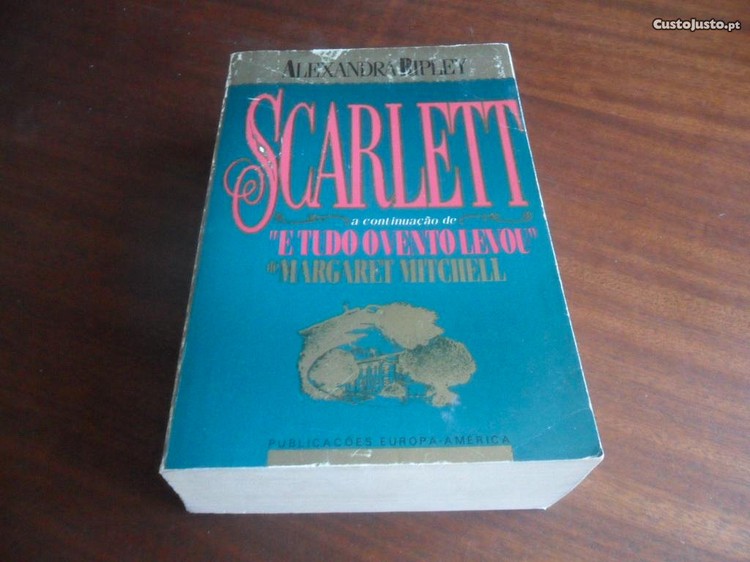 CustoJusto.pt
ALEXANDRA RIPLEY
SCARLETT
a continuação de
"E TUDO O VENTO LEVOU"
de MARGARET MITCHELL
PUBLICAÇÕES EUROPA-AMÉRICA